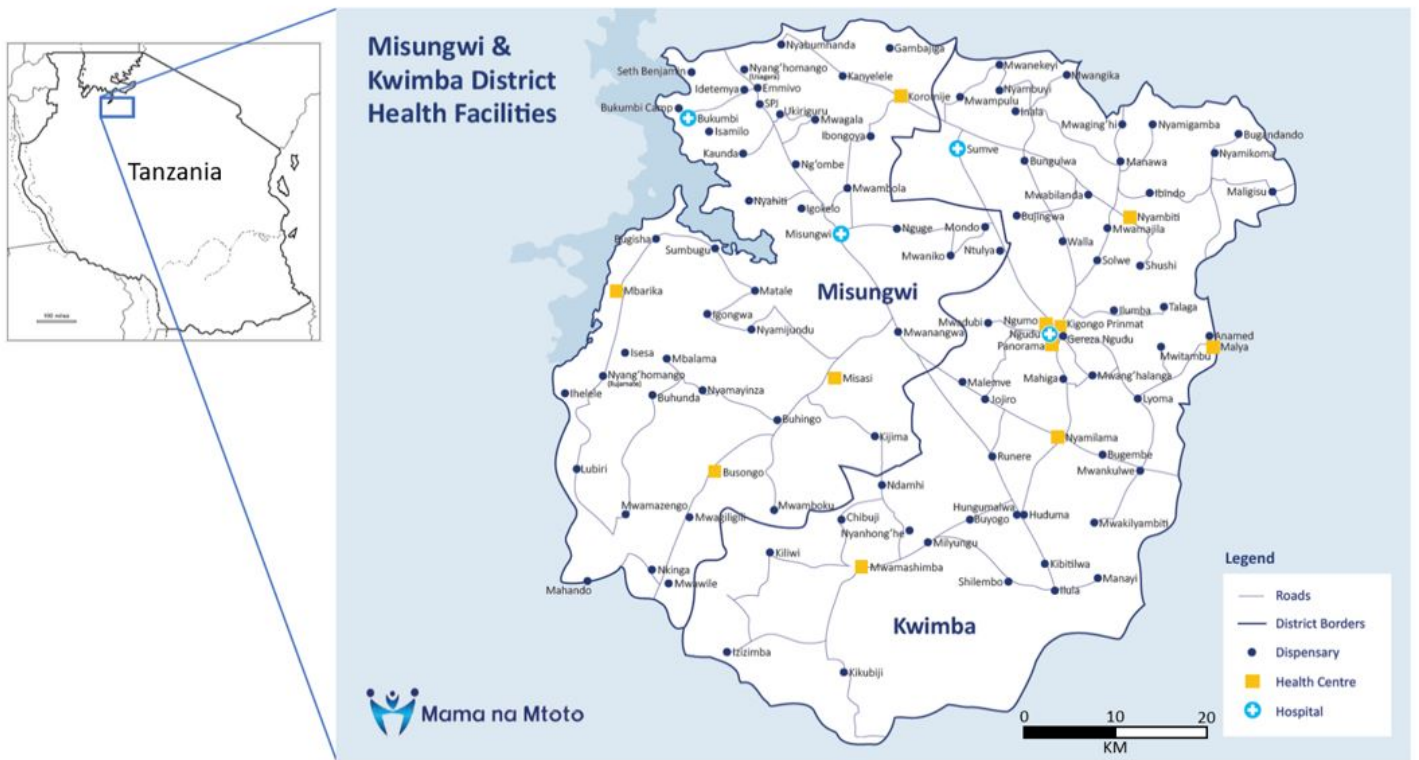 Misungwi &
Kwimba District
Health Facilities
Tanzania
100 miles
Nyabumhanda
Gambajiga
Seth Benjamin
Nyang'homango
(Usagara)
Kanyelele
Mwanekeyi
Mwangika
Idetemya
Emmivo
Nyambuyi
Bukumbi Camp
SPJ
Koromije
Mwampulu
Bukumbi
Ukiriguru
Mwagala
Inala
Isamilo
Ibongoya
Mwaging'hi
Nyamigamba
Bugandando
Kaunda
Sumve
Nyamikoma
Ng'ombe
Bungulwa
Manawa
Mwambola
Mwabilanda
Ibindo
Maligisu
Nyahiti
Igokelo
Bujingwa
Nyambiti
Misungwi
Nguge
Mondo
Mwamajila
Bugisha
Sumbugu
Mwaniko
Ntulya
Walla
Solwe
Shushi
Mbarika
Matale
Misungwi
Igongwa
Nyamijundu
Mwadubi
Ngumo
Kigongo Prinmat
Ilumba
Talaga
Mwanangwa
Ngudu
Gereza Ngudu
Anamed
Panorama
Mwitambu
Malya
Isesa
Mbalama
Nyang'homango
(Bujamate)
Misasi
Malemve
Mahiga
Mwang'halanga
Ihelele
Buhunda
Nyamayinza
Jojiro
Lyoma
Buhingo
Kijima
Nyamilama
Lubiri
Busongo
Runere
Bugembe
Mwankulwe
Ndamhi
Mwamazengo
Mwagiligili
Mwamboku
Chibuji
Hungumalwa
Huduma
Buyogo
Mwakilyambiti
Nyanhong'he
Kiliwi
Milyungu
Mwamashimba
Kibitilwa
Nkinga
Mwawile
Mahando
Shilembo
Ilula
Manayi
Kwimba
Izizimba
Kikubiji
Legend
Roads
District Borders
Dispensary
Health Centre
Hospital
Mama na Mtoto
0 10 20
KM